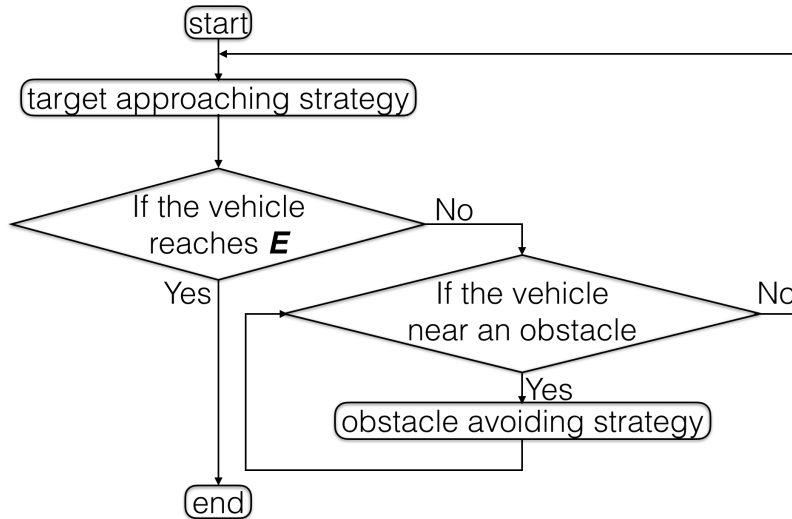 start
target approaching strategy
If the vehicle
reaches E
No
Yes
If the vehicle
near an obstacle
No
Yes
obstacle avoiding strategy
end